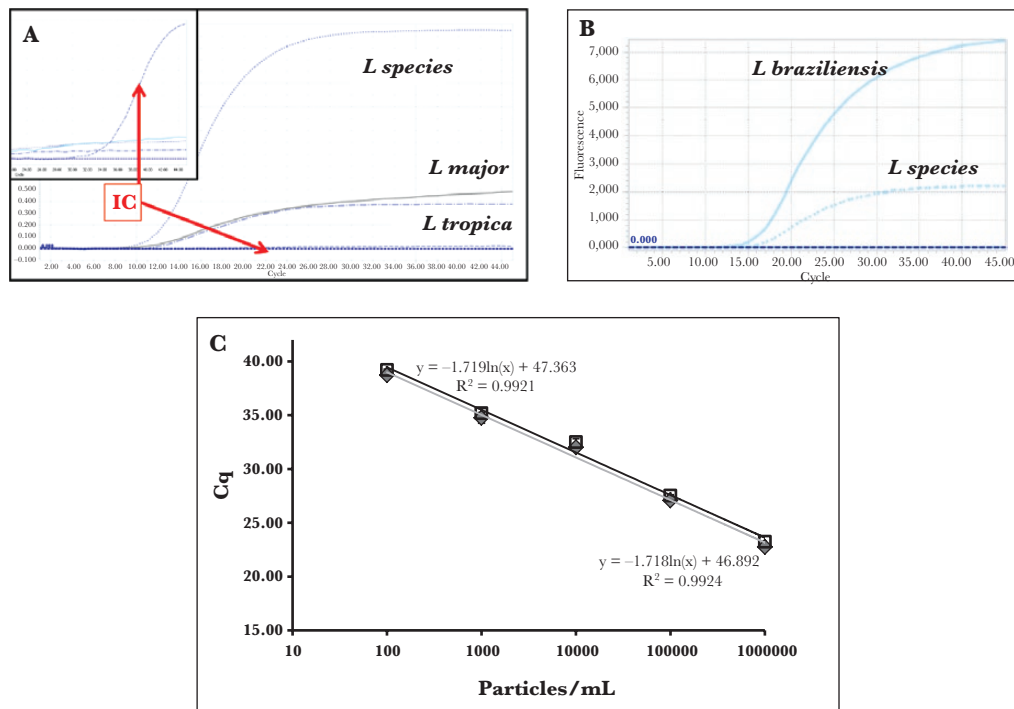 A
L species
L major
L tropica
IC
0.500
0.400
0.300
0.200
0.100
0.000
-0.100
2.00 4.00 6.00 8.00 10.00 12.00 14.00 16.00 18.00 20.00 22.00 24.00 26.00 28.00 30.00 32.00 34.00 36.00 38.00 40.00 42.00 44.00
Cycle
B
7,000
6,000
5,000
4,000
3,000
2,000
1,000
0,000
Fluorescence
L braziliensis
L species
0.000
5.00 10.00 15.00 20.00 25.00 30.00 35.00 40.00 45.00
Cycle
C
40.00
35.00
30.00
25.00
20.00
15.00
Cq
y = –1.719ln(x) + 47.363
R² = 0.9921
y = –1.718ln(x) + 46.892
R² = 0.9924
10 100 1000 10000 100000 1000000
Particles/mL